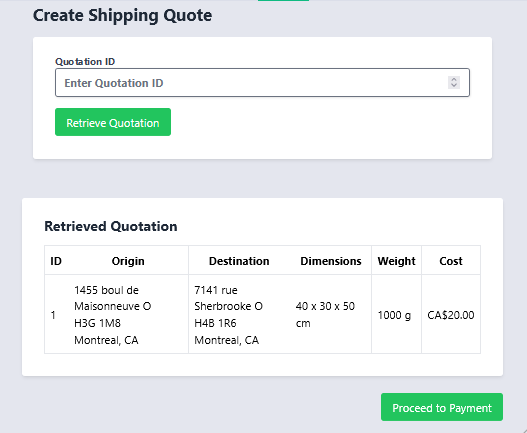 Create Shipping Quote
Quotation ID
Enter Quotation ID
Retrieve Quotation
Retrieved Quotation
ID Origin Destination Dimensions Weight Cost
1 1455 boul de Maisonneuve O H3G 1M8 Montreal, CA 7141 rue Sherbrooke O H4B 1R6 Montreal, CA 40 x 30 x 50 cm 1000 g CA$20.00
Proceed to Payment